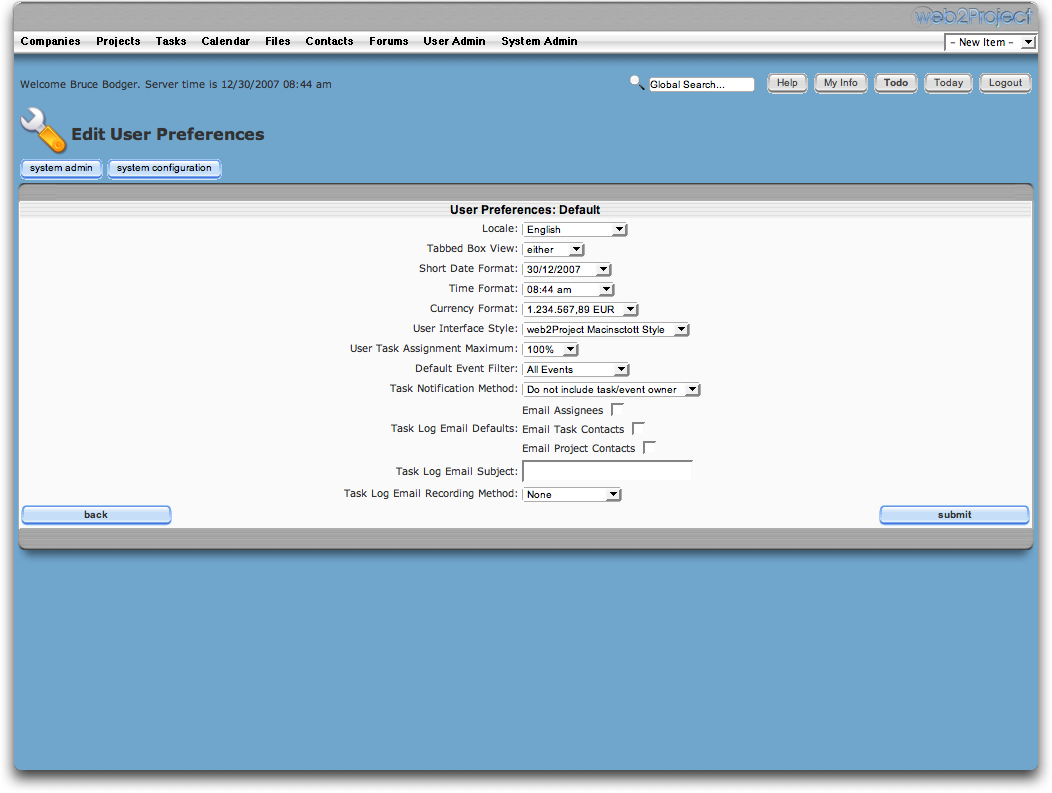 web2Project
Companies Projects Tasks Calendar Files Contacts Forums User Admin System Admin
- New Item -
Welcome Bruce Bodger. Server time is 12/30/2007 08:44 am
Global Search... Help My Info Todo Today Logout
Edit User Preferences
system admin system configuration
User Preferences: Default
Locale: English
Tabbed Box View: either
Short Date Format: 30/12/2007
Time Format: 08:44 am
Currency Format: 1.234.567,89 EUR
User Interface Style: web2Project Macinsctott Style
User Task Assignment Maximum: 100%
Default Event Filter: All Events
Task Notification Method: Do not include task/event owner
Email Assignees
Task Log Email Defaults: Email Task Contacts
Email Project Contacts
Task Log Email Subject:
Task Log Email Recording Method: None
back submit